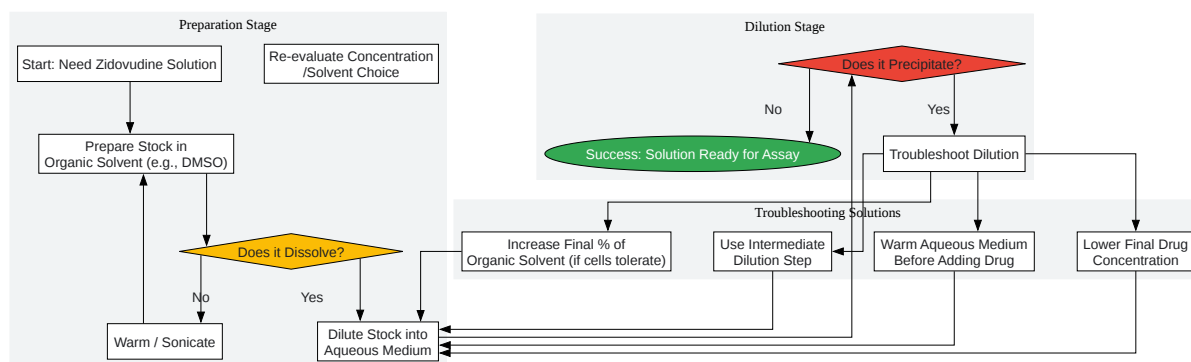 Preparation Stage
Start: Need Zidovudine Solution
Re-evaluate Concentration
/Solvent Choice
Prepare Stock in
Organic Solvent (e.g., DMSO)
Does it Dissolve?
No
Yes
Warm / Sonicate
Dilute Stock into
Aqueous Medium
Dilution Stage
Does it Precipitate?
No
Yes
Success: Solution Ready for Assay
Troubleshoot Dilution
Troubleshooting Solutions
Increase Final % of
Organic Solvent (if cells tolerate)
Use Intermediate
Dilution Step
Warm Aqueous Medium
Before Adding Drug
Lower Final Drug
Concentration